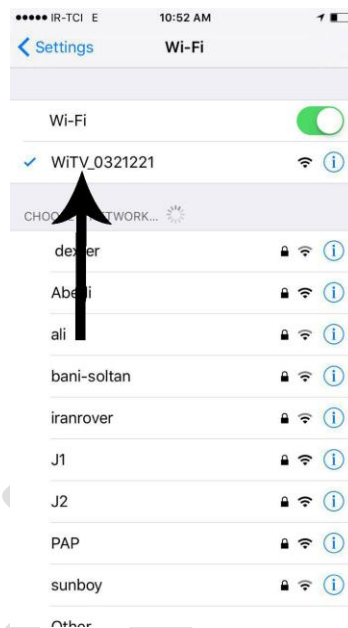 IR-TCI E 10:52 AM
Settings Wi-Fi
Wi-Fi
WiTV_0321221
NETWORK...
ali
bani-soltan
iranrover
J1
J2
PAP
sunboy
Other